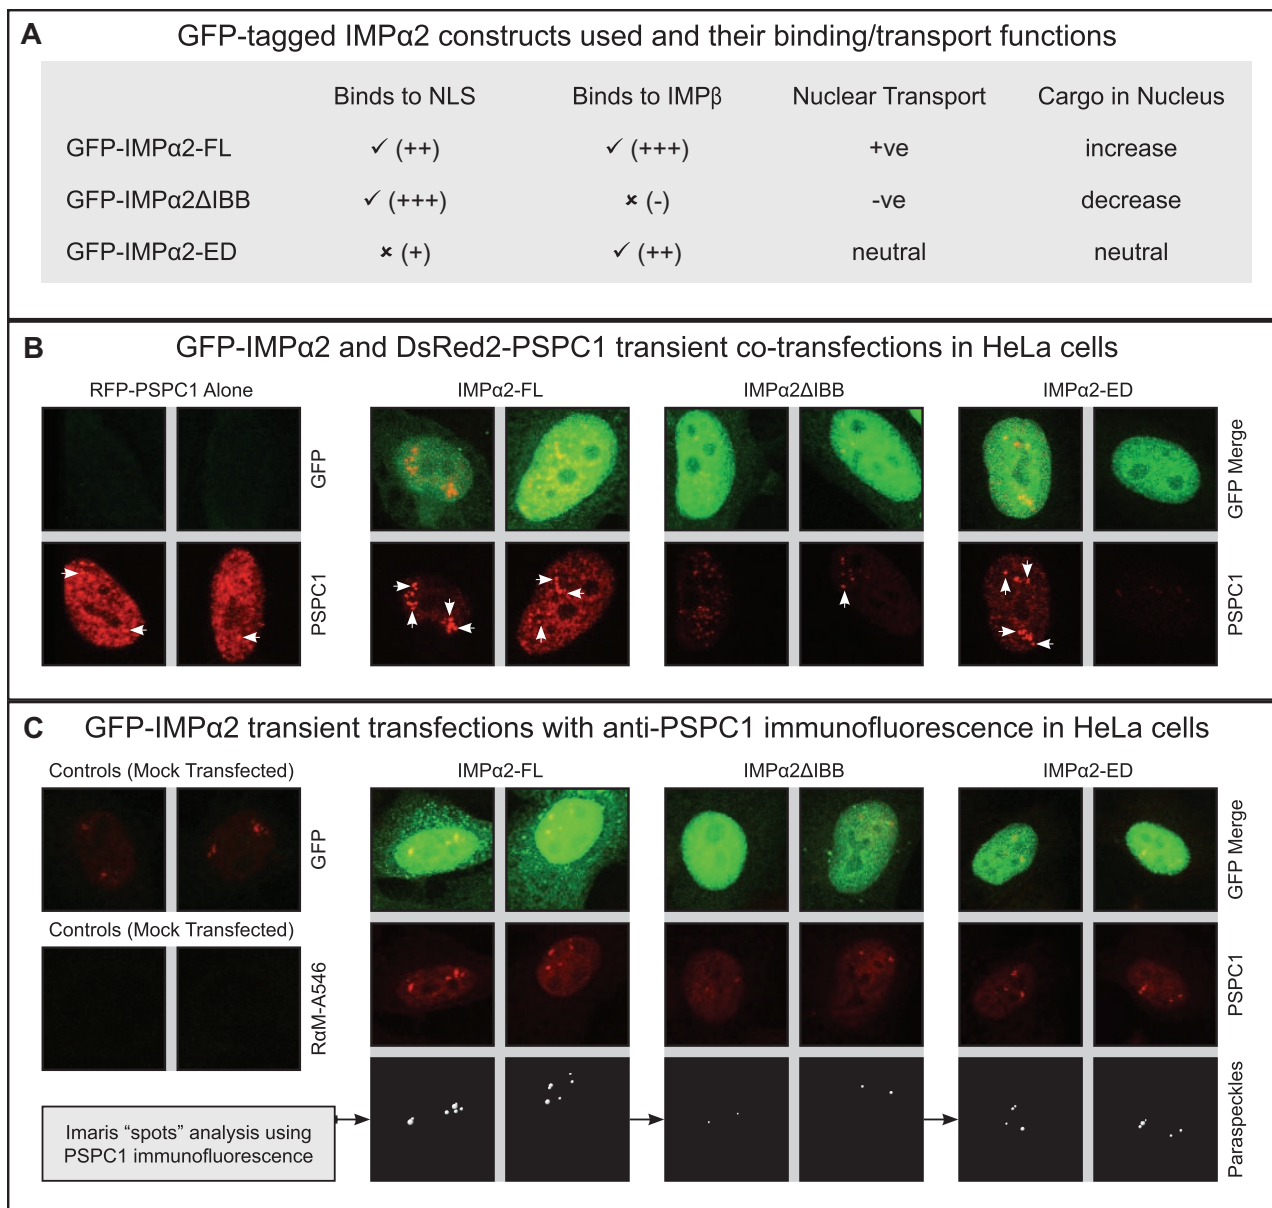 A
GFP-tagged IMPα2 constructs used and their binding/transport functions
Binds to NLS Binds to IMPβ Nuclear Transport Cargo in Nucleus
GFP-IMPα2-FL ✓ (++) ✓ (+++) +ve increase
GFP-IMPα2ΔIBB ✓ (+++) ✗ (-) -ve decrease
GFP-IMPα2-ED ✗ (+) ✓ (++) neutral neutral
B
GFP-IMPα2 and DsRed2-PSPC1 transient co-transfections in HeLa cells
RFP-PSPC1 Alone IMPα2-FL IMPα2ΔIBB IMPα2-ED
GFP
GFP Merge
PSPC1
PSPC1
C
GFP-IMPα2 transient transfections with anti-PSPC1 immunofluorescence in HeLa cells
Controls (Mock Transfected) IMPα2-FL IMPα2ΔIBB IMPα2-ED
GFP
GFP Merge
Controls (Mock Transfected)
RαM-A546
PSPC1
Imaris “spots” analysis using
PSPC1 immunofluorescence
Paraspeckles